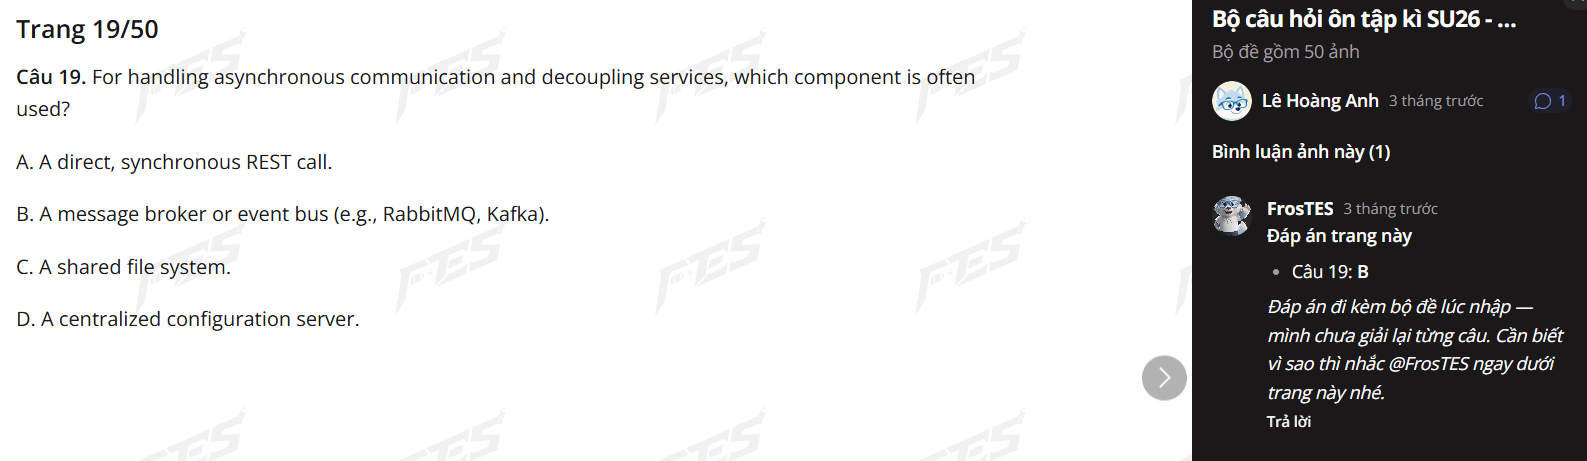 Trang 19/50
Câu 19. For handling asynchronous communication and decoupling services, which component is often
used?
A. A direct, synchronous REST call.
B. A message broker or event bus (e.g., RabbitMQ, Kafka).
C. A shared file system.
D. A centralized configuration server.
Bộ câu hỏi ôn tập kì SU26 - ...
Bộ đề gồm 50 ảnh
Lê Hoàng Anh 3 tháng trước 1
Bình luận ảnh này (1)
FrosTES 3 tháng trước
Đáp án trang này
• Câu 19: B
Đáp án đi kèm bộ đề lúc nhập —
mình chưa giải lại từng câu. Cần biết
vì sao thì nhắc @FrosTES ngay dưới
trang này nhé.
Trả lời